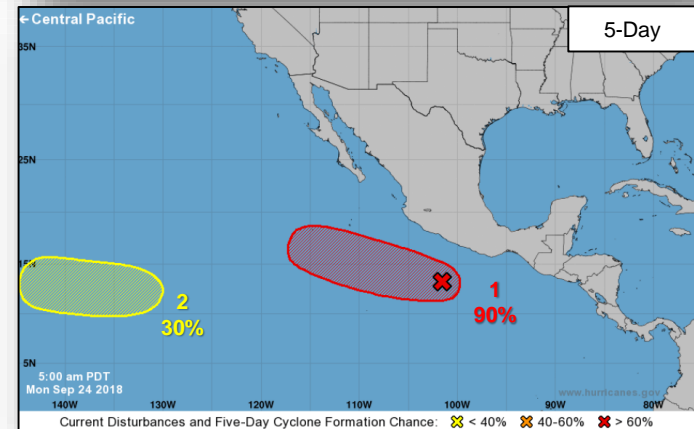 ← Central Pacific
5-Day
35N
25N
15N
5N
1
90%
2
30%
5:00 am PDT
Mon Sep 24 2018
www.hurricanes.gov
140W 130W 120W 110W 100W 90W 80W
Current Disturbances and Five-Day Cyclone Formation Chance: < 40% 40-60% > 60%